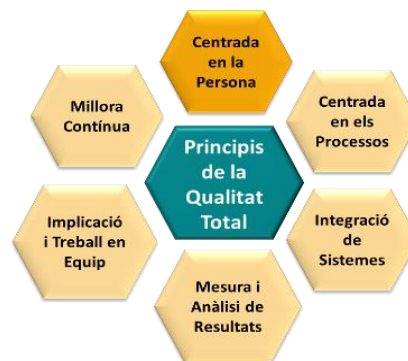 Centrada
en la
Persona
Millora
Contínua
Centrada
en els
Processos
Principis
de la
Qualitat
Total
Implicació
i Treball en
Equip
Integració
de
Sistemes
Mesura i
Anàlisi de
Resultats